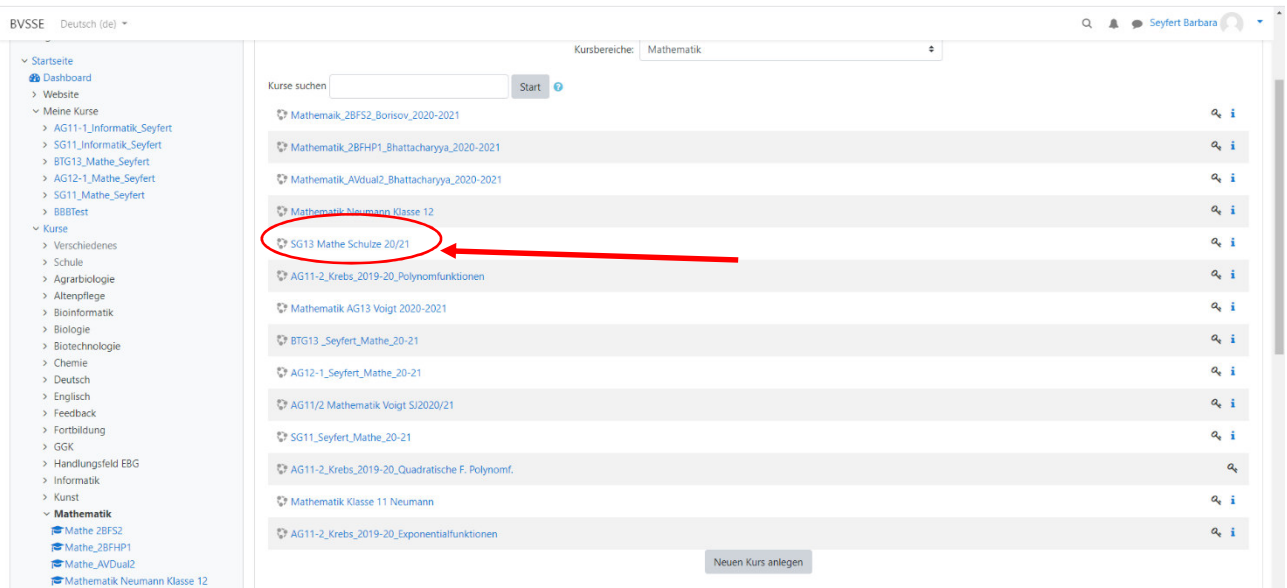 BVSSE Deutsch (de)
Seyfert Barbara
Startseite
Dashboard
Website
Meine Kurse
AG11-1_Informatik_Seyfert
SG11_Informatik_Seyfert
BTG13_Mathe_Seyfert
AG12-1_Mathe_Seyfert
SG11_Mathe_Seyfert
BBBTest
Kurse
Verschiedenes
Schule
Agrarbiologie
Altenpflege
Bioinformatik
Biologie
Biotechnologie
Chemie
Deutsch
Englisch
Feedback
Fortbildung
GGK
Handlungsfeld EBG
Informatik
Kunst
Mathematik
Mathe 2BFS2
Mathe_2BFHP1
Mathe_AVDual2
Mathematik Neumann Klasse 12
Kursbereiche: Mathematik
Kurse suchen Start
Mathemaik_2BFS2_Borisov_2020-2021
Mathematik_2BFHP1_Bhattacharyya_2020-2021
Mathematik_AVdual2_Bhattacharyya_2020-2021
Mathematik Neumann Klasse 12
SG13 Mathe Schulze 20/21
AG11-2_Krebs_2019-20_Polynomfunktionen
Mathematik AG13 Voigt 2020-2021
BTG13 _Seyfert_Mathe_20-21
AG12-1_Seyfert_Mathe_20-21
AG11/2 Mathematik Voigt SJ2020/21
SG11_Seyfert_Mathe_20-21
AG11-2_Krebs_2019-20_Quadratische F. Polynomf.
Mathematik Klasse 11 Neumann
AG11-2_Krebs_2019-20_Exponentialfunktionen
Neuen Kurs anlegen